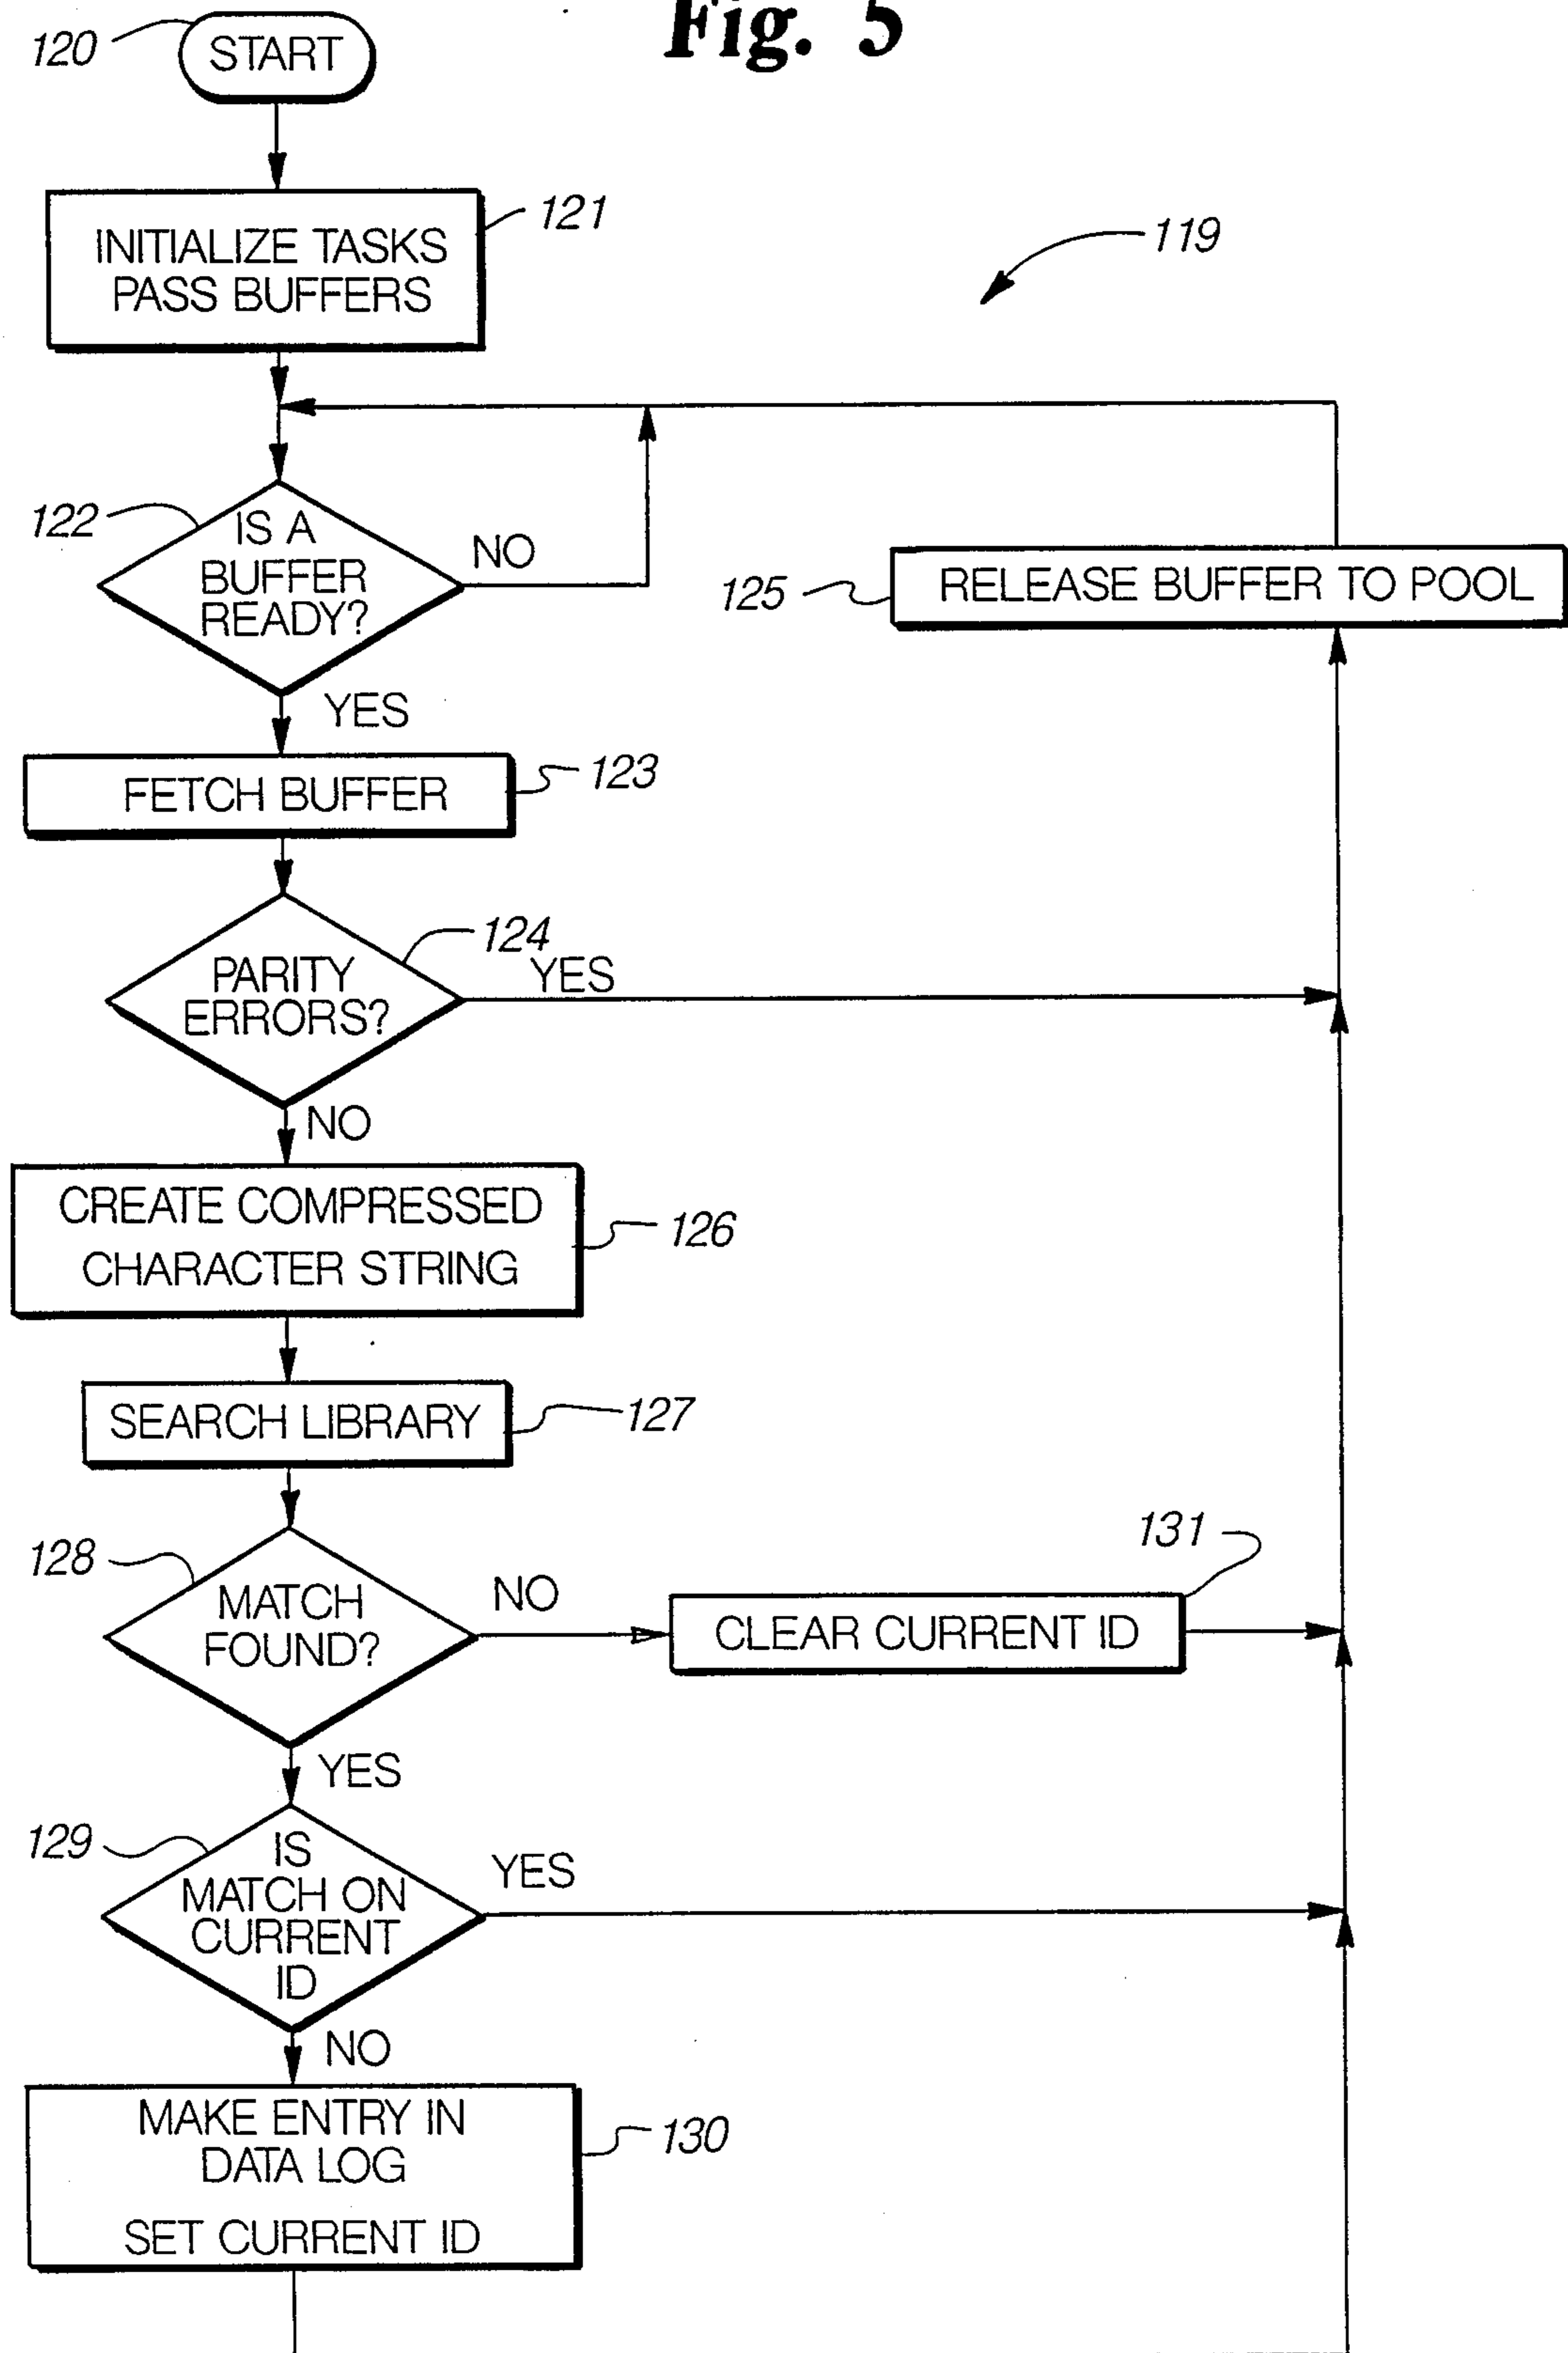 Fig. 5
120
START
121
INITIALIZE TASKS
PASS BUFFERS
119
122
IS A
BUFFER
READY?
NO
125
RELEASE BUFFER TO POOL
YES
FETCH BUFFER
123
124
PARITY
ERRORS?
YES
NO
CREATE COMPRESSED
CHARACTER STRING
126
SEARCH LIBRARY
127
128
MATCH
FOUND?
NO
131
CLEAR CURRENT ID
YES
129
IS
MATCH ON
CURRENT
ID
YES
NO
MAKE ENTRY IN
DATA LOG
SET CURRENT ID
130